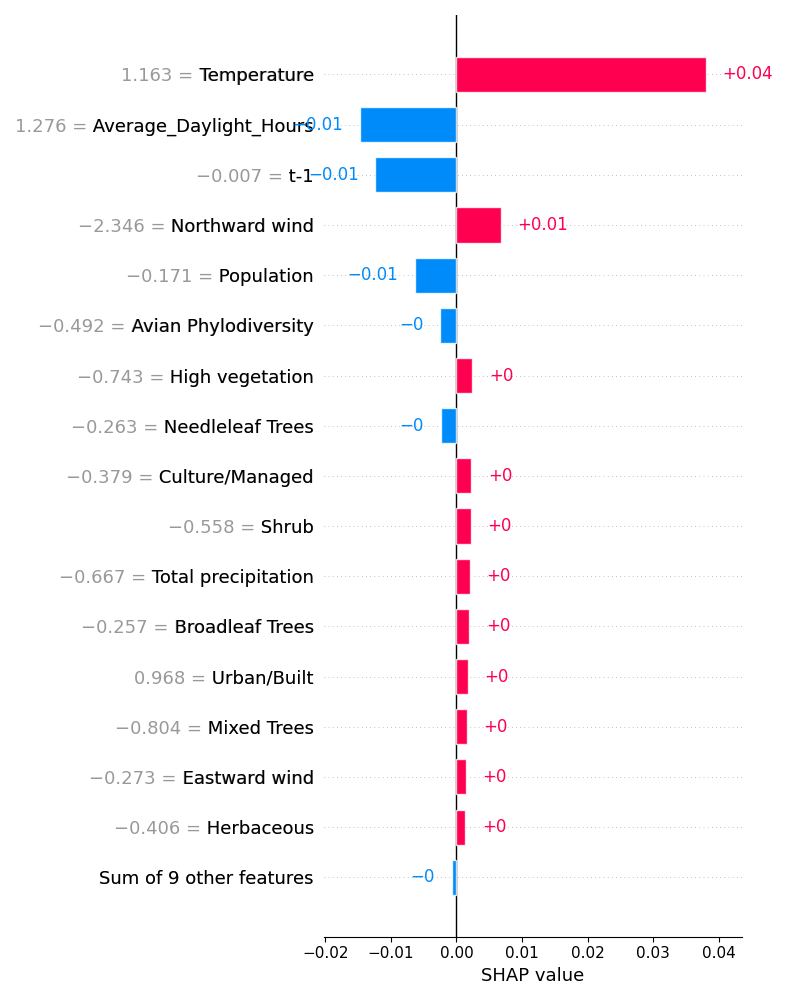 1.163 = Temperature +0.04
1.276 = Average_Daylight_Hours −0.01
−0.007 = t-1 −0.01
−2.346 = Northward wind +0.01
−0.171 = Population −0.01
−0.492 = Avian Phylodiversity −0
−0.743 = High vegetation +0
−0.263 = Needleleaf Trees −0
−0.379 = Culture/Managed +0
−0.558 = Shrub +0
−0.667 = Total precipitation +0
−0.257 = Broadleaf Trees +0
0.968 = Urban/Built +0
−0.804 = Mixed Trees +0
−0.273 = Eastward wind +0
−0.406 = Herbaceous +0
Sum of 9 other features −0
−0.02 −0.01 0.00 0.01 0.02 0.03 0.04
SHAP value